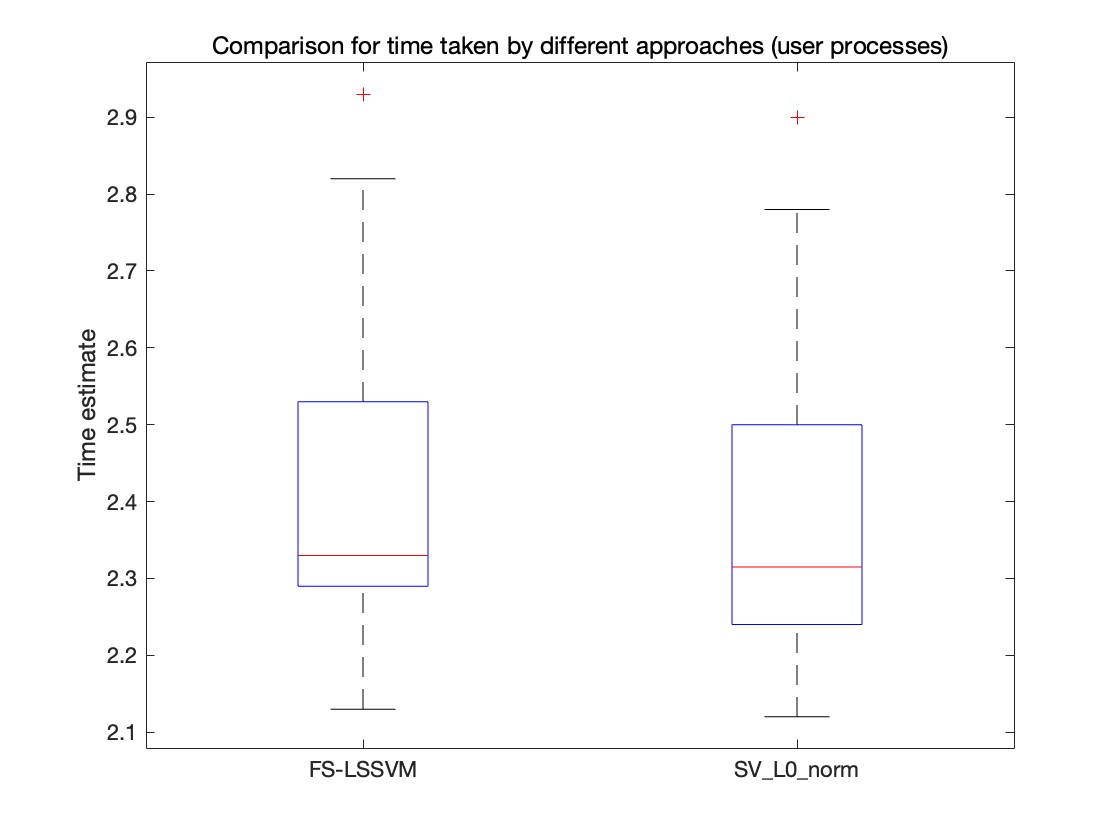 Comparison for time taken by different approaches (user processes)
Time estimate
2.9
2.8
2.7
2.6
2.5
2.4
2.3
2.2
2.1
FS-LSSVM
SV_L0_norm